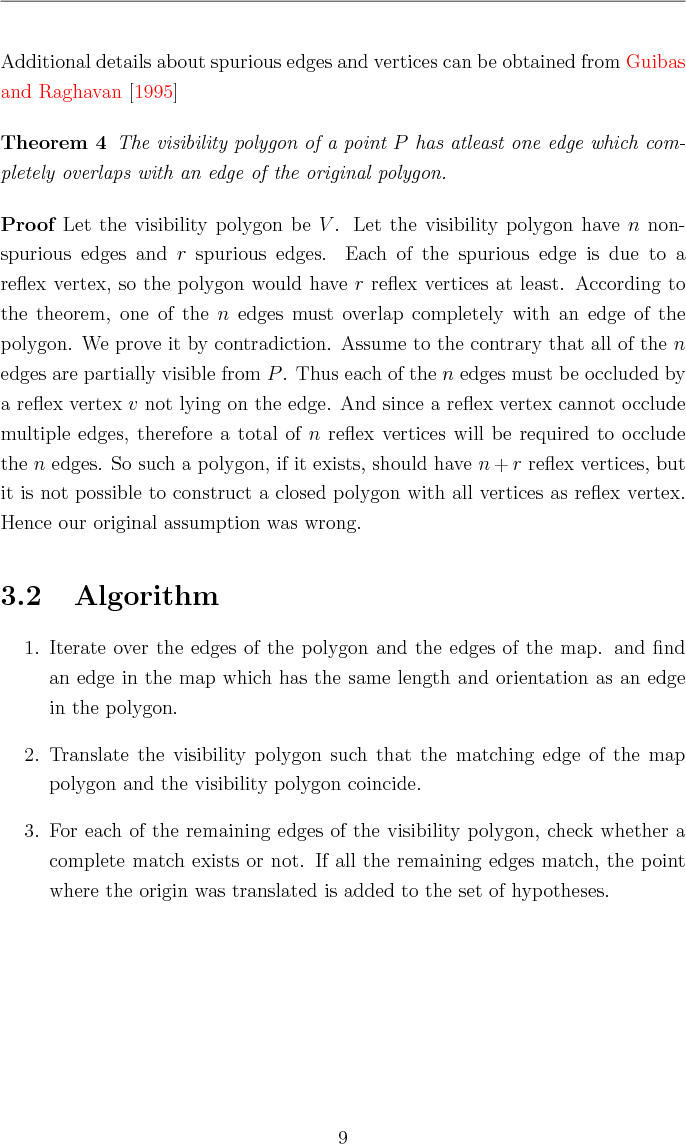 Additional details about spurious edges and vertices can be obtained from Guibas
and Raghavan [1995]
Theorem 4 The visibility polygon of a point P has atleast one edge which com-
pletely overlaps with an edge of the original polygon.
Proof Let the visibility polygon be V. Let the visibility polygon have n non-
spurious edges and r spurious edges. Each of the spurious edge is due to a
reflex vertex, so the polygon would have r reflex vertices at least. According to
the theorem, one of the n edges must overlap completely with an edge of the
polygon. We prove it by contradiction. Assume to the contrary that all of the n
edges are partially visible from P. Thus each of the n edges must be occluded by
a reflex vertex v not lying on the edge. And since a reflex vertex cannot occlude
multiple edges, therefore a total of n reflex vertices will be required to occlude
the n edges. So such a polygon, if it exists, should have n + r reflex vertices, but
it is not possible to construct a closed polygon with all vertices as reflex vertex.
Hence our original assumption was wrong.
3.2 Algorithm
1. Iterate over the edges of the polygon and the edges of the map. and find
an edge in the map which has the same length and orientation as an edge
in the polygon.
2. Translate the visibility polygon such that the matching edge of the map
polygon and the visibility polygon coincide.
3. For each of the remaining edges of the visibility polygon, check whether a
complete match exists or not. If all the remaining edges match, the point
where the origin was translated is added to the set of hypotheses.
9